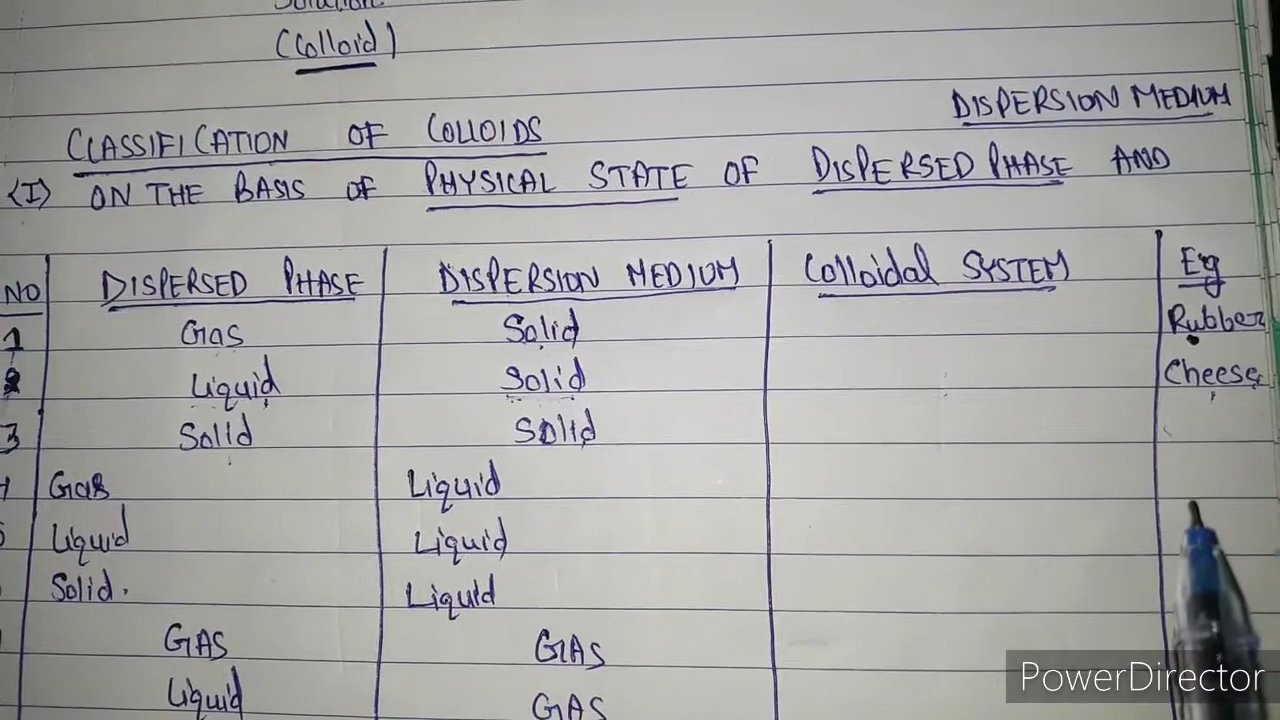 Solution
(Colloid)
DISPERSION MEDIUM
CLASSIFICATION OF COLLOIDS
(I) ON THE BASIS OF PHYSICAL STATE OF DISPERSED PHASE AND
NO DISPERSED PHASE DISPERSION MEDIUM Colloidal SYSTEM Eg
1 Gas Solid Rubber
2 Liquid Solid Cheese
3 Solid Solid
Gas Liquid
Liquid Liquid
Solid. Liquid
GAS GAS
Liquid GAS
PowerDirector